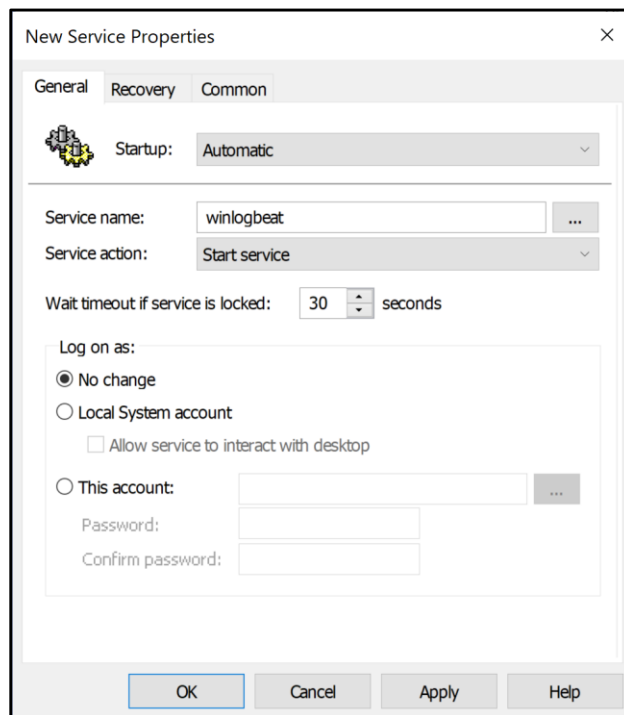 New Service Properties
General Recovery Common
Startup: Automatic
Service name: winlogbeat ...
Service action: Start service
Wait timeout if service is locked: 30 seconds
Log on as:
No change
Local System account
Allow service to interact with desktop
This account: ...
Password:
Confirm password:
OK Cancel Apply Help